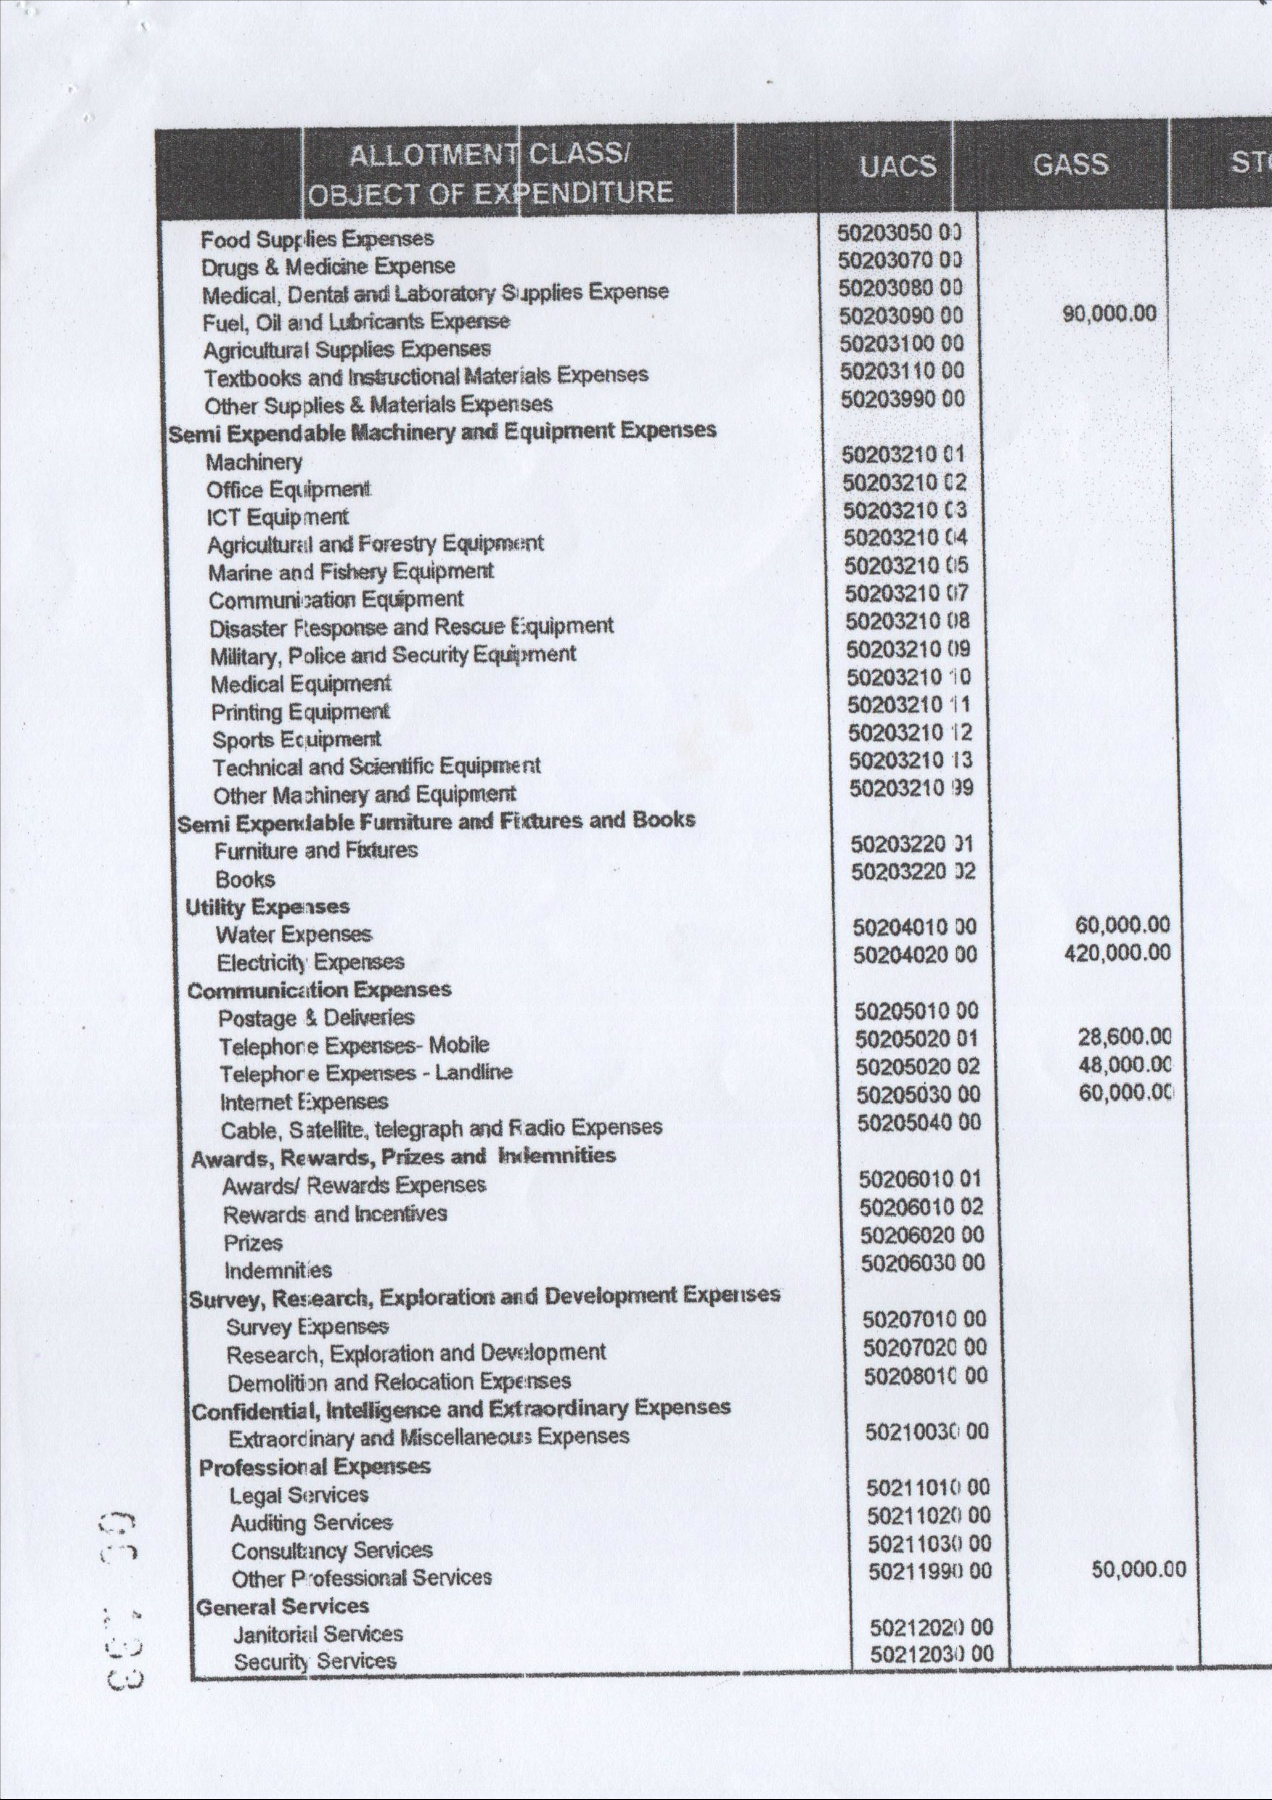 ALLOTMENT CLASS/
OBJECT OF EXPENDITURE UACS GASS
Food Supplies Expenses 50203050 00
Drugs & Medicine Expense 50203070 00
Medical, Dental and Laboratory Supplies Expense 50203080 00
Fuel, Oil and Lubricants Expense 50203090 00 90,000.00
Agricultural Supplies Expenses 50203100 00
Textbooks and Instructional Materials Expenses 50203110 00
Other Supplies & Materials Expenses 50203990 00
Semi Expendable Machinery and Equipment Expenses
Machinery 50203210 01
Office Equipment 50203210 02
ICT Equipment 50203210 03
Agricultural and Forestry Equipment 50203210 04
Marine and Fishery Equipment 50203210 05
Communication Equipment 50203210 07
Disaster Response and Rescue Equipment 50203210 08
Military, Police and Security Equipment 50203210 09
Medical Equipment 50203210 10
Printing Equipment 50203210 11
Sports Equipment 50203210 12
Technical and Scientific Equipment 50203210 13
Other Machinery and Equipment 50203210 99
Semi Expendable Furniture and Fixtures and Books
Furniture and Fixtures 50203220 01
Books 50203220 02
Utility Expenses
Water Expenses 50204010 00 60,000.00
Electricity Expenses 50204020 00 420,000.00
Communication Expenses
Postage & Deliveries 50205010 00
Telephone Expenses- Mobile 50205020 01 28,600.00
Telephone Expenses - Landline 50205020 02 48,000.00
Internet Expenses 50205030 00 60,000.00
Cable, Satellite, telegraph and Radio Expenses 50205040 00
Awards, Rewards, Prizes and Indemnities
Awards/ Rewards Expenses 50206010 01
Rewards and Incentives 50206010 02
Prizes 50206020 00
Indemnities 50206030 00
Survey, Research, Exploration and Development Expenses
Survey Expenses 50207010 00
Research, Exploration and Development 50207020 00
Demolition and Relocation Expenses 50208010 00
Confidential, Intelligence and Extraordinary Expenses
Extraordinary and Miscellaneous Expenses 50210030 00
Professional Expenses
Legal Services 50211010 00
Auditing Services 50211020 00
Consultancy Services 50211030 00
Other Professional Services 50211990 00 50,000.00
General Services
Janitorial Services 50212020 00
Security Services 50212030 00